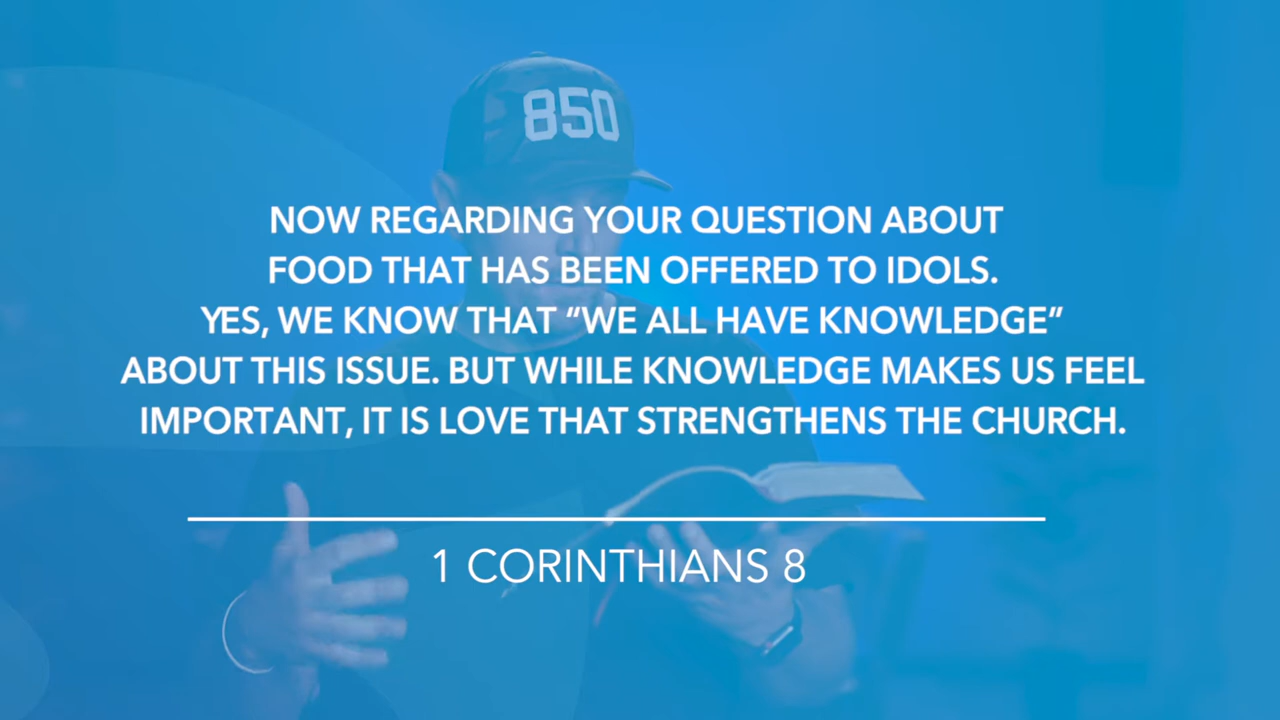 850
NOW REGARDING YOUR QUESTION ABOUT
FOOD THAT HAS BEEN OFFERED TO IDOLS.
YES, WE KNOW THAT “WE ALL HAVE KNOWLEDGE”
ABOUT THIS ISSUE. BUT WHILE KNOWLEDGE MAKES US FEEL
IMPORTANT, IT IS LOVE THAT STRENGTHENS THE CHURCH.
1 CORINTHIANS 8